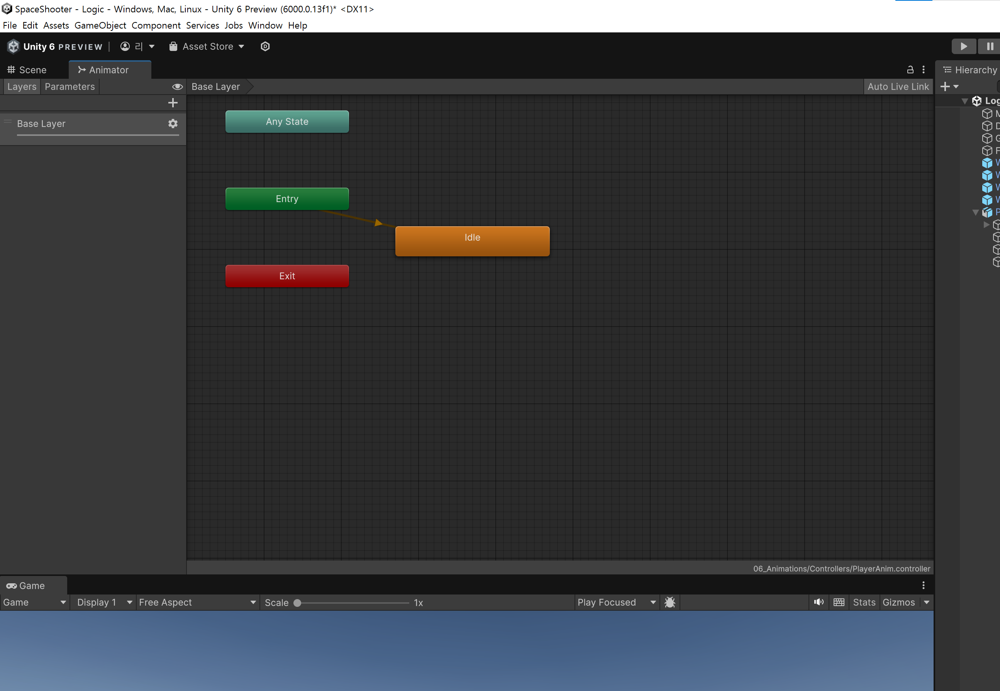 SpaceShooter - Logic - Windows, Mac, Linux - Unity 6 Preview (6000.0.13f1)* <DX11>
File Edit Assets GameObject Component Services Jobs Window Help
Unity 6 PREVIEW 리 Asset Store
Scene Animator Hierarchy
Layers Parameters Base Layer Auto Live Link
Base Layer
Any State
Entry
Idle
Exit
06_Animations/Controllers/PlayerAnim.controller
Game
Game Display 1 Free Aspect Scale 1x Play Focused Stats Gizmos